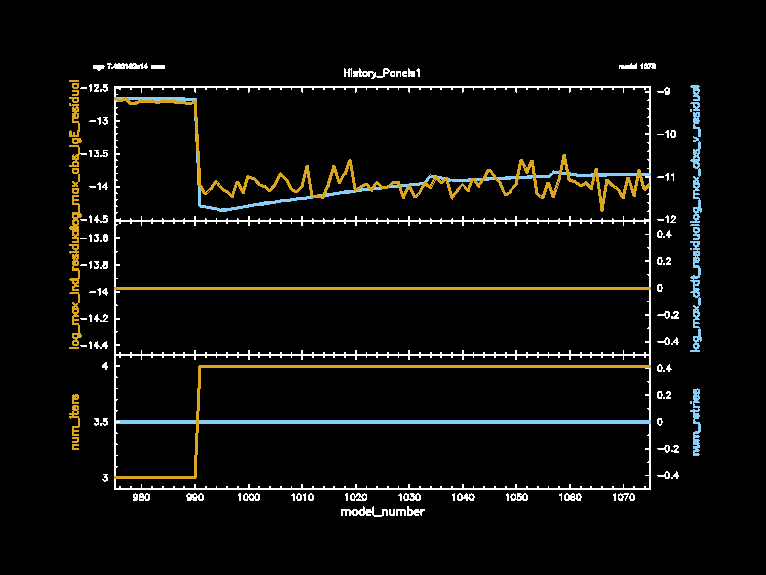 model 1076
History_Panels1
log_max_abs_lgE_residual
-12.5
-13
-13.5
-14
-14.5
-9
-10
-11
-12
log_max_abs_v_residual
log_max_ind_residual
-13.6
-13.8
-14
-14.2
-14.4
0.4
0.2
0
-0.2
-0.4
log_max_drdt_residual
num_iters
4
3.5
3
0.4
0.2
0
-0.2
-0.4
num_retries
980 990 1000 1010 1020 1030 1040 1050 1060 1070
model_number